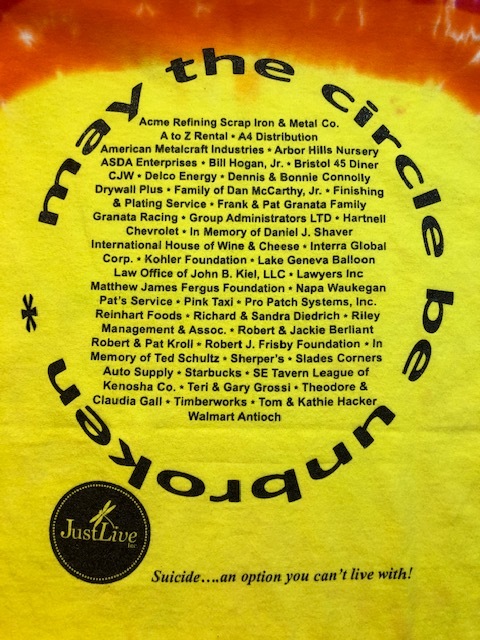 may the circle be unbroken *
Acme Refining Scrap Iron & Metal Co.
A to Z Rental * A4 Distribution
American Metalcraft Industries * Arbor Hills Nursery
ASDA Enterprises * Bill Hogan, Jr. * Bristol 45 Diner
CJW * Delco Energy * Dennis & Bonnie Connolly
Drywall Plus * Family of Dan McCarthy, Jr. * Finishing
& Plating Service * Frank & Pat Granata Family
Granata Racing * Group Administrators LTD * Hartnell
Chevrolet * In Memory of Daniel J. Shaver
International House of Wine & Cheese * Interra Global
Corp. * Kohler Foundation * Lake Geneva Balloon
Law Office of John B. Kiel, LLC * Lawyers Inc
Matthew James Fergus Foundation * Napa Waukegan
Pat's Service * Pink Taxi * Pro Patch Systems, Inc.
Reinhart Foods * Richard & Sandra Diedrich * Riley
Management & Assoc. * Robert & Jackie Berliant
Robert & Pat Kroll * Robert J. Frisby Foundation * In
Memory of Ted Schultz * Sherper's * Slades Corners
Auto Supply * Starbucks * SE Tavern League of
Kenosha Co. * Teri & Gary Grossi * Theodore &
Claudia Gall * Timberworks * Tom & Kathie Hacker
Walmart Antioch
JustLive
Inc.
Suicide....an option you can't live with!